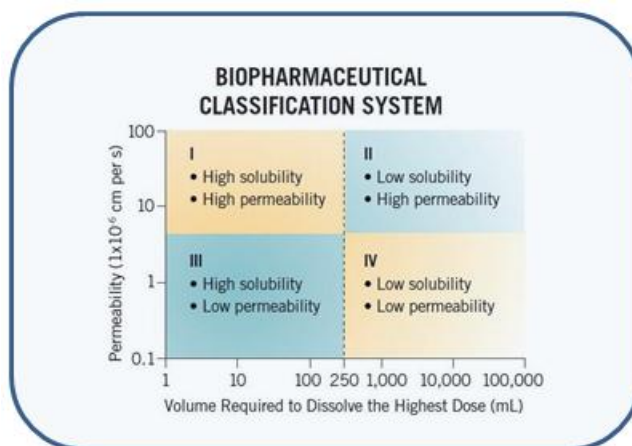 BIOPHARMACEUTICAL
CLASSIFICATION SYSTEM
Permeability (1x10⁻⁶ cm per s)
100
10
1
0.1
I
• High solubility
• High permeability
II
• Low solubility
• High permeability
III
• High solubility
• Low permeability
IV
• Low solubility
• Low permeability
1 10 100 250 1,000 10,000 100,000
Volume Required to Dissolve the Highest Dose (mL)